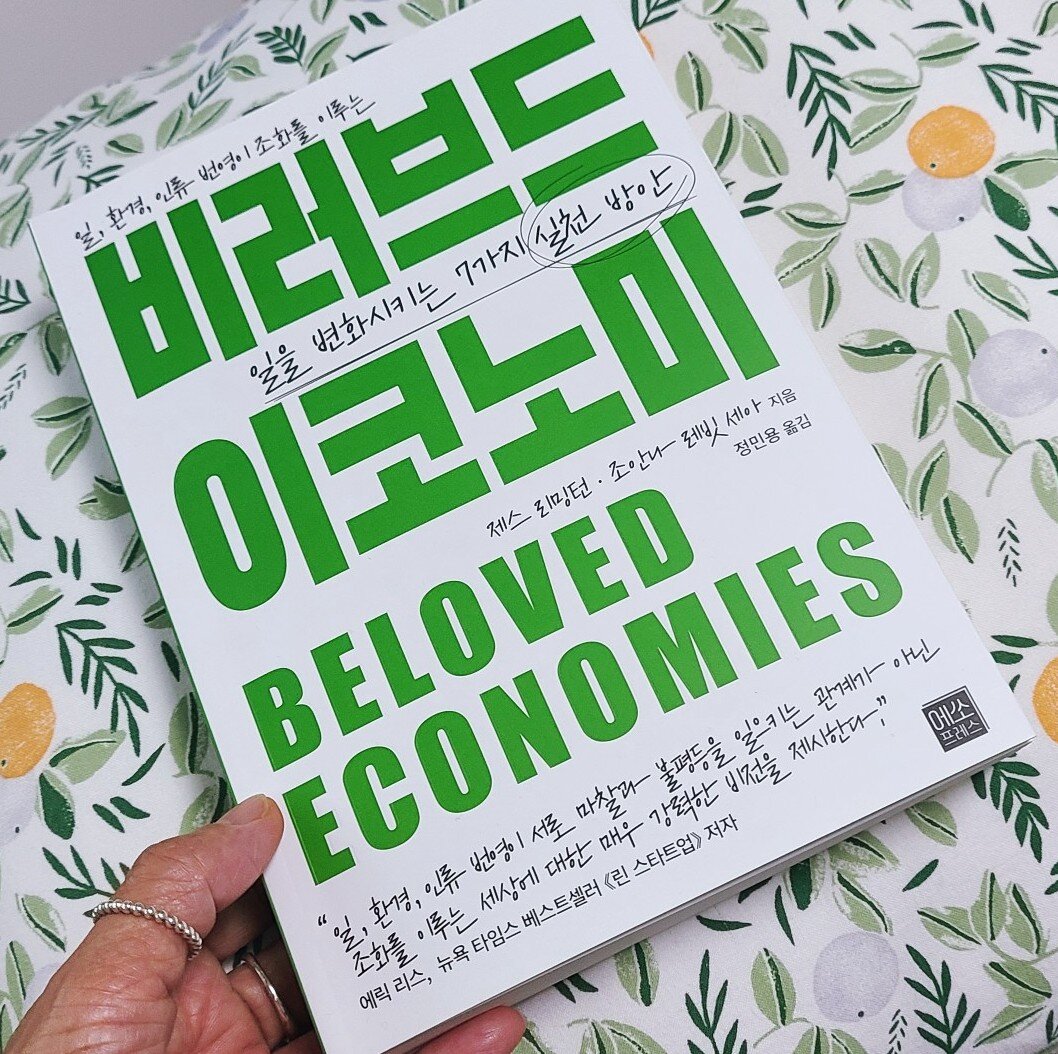 일, 환경, 인류 번영이 조화를 이루는
비러브드
일을 변화시키는 7가지 실천 방안
이코노미
제스 리밍턴 · 조안나 레빗 세아 지음
정민용 옮김
BELOVED
ECONOMIES
“일, 환경, 인류 번영이 서로 마찰과 불평등을 일으키는 관계가 아닌
조화를 이루는 세상에 대한 매우 강력한 비전을 제시한다.”
에릭 리스, 뉴욕 타임스 베스트셀러 《린 스타트업》 저자
에쏘
프레스